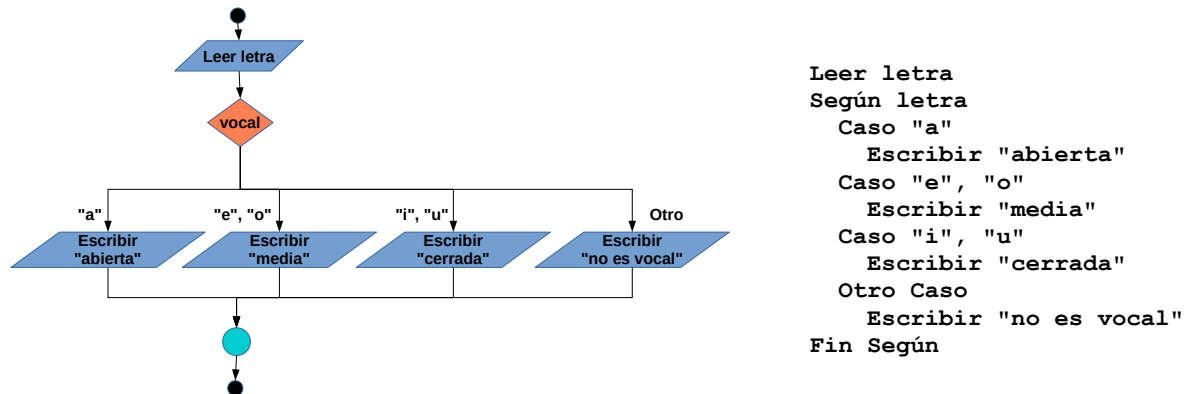 Leer letra
vocal
"a"
"e", "o"
"i", "u"
Otro
Escribir
"abierta"
Escribir
"media"
Escribir
"cerrada"
Escribir
"no es vocal"
Leer letra
Según letra
Caso "a"
Escribir "abierta"
Caso "e", "o"
Escribir "media"
Caso "i", "u"
Escribir "cerrada"
Otro Caso
Escribir "no es vocal"
Fin Según